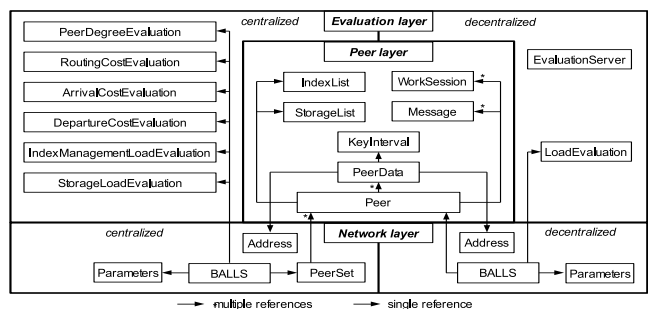 centralized Evaluation layer decentralized
PeerDegreeEvaluation
Peer layer
RoutingCostEvaluation
IndexList WorkSession *
EvaluationServer
ArrivalCostEvaluation
StorageList Message *
DepartureCostEvaluation
KeyInterval
IndexManagementLoadEvaluation
LoadEvaluation
PeerData
StorageLoadEvaluation
*
Peer
*
centralized Network layer decentralized
Address Address
Parameters BALLS PeerSet BALLS Parameters
multiple references single reference